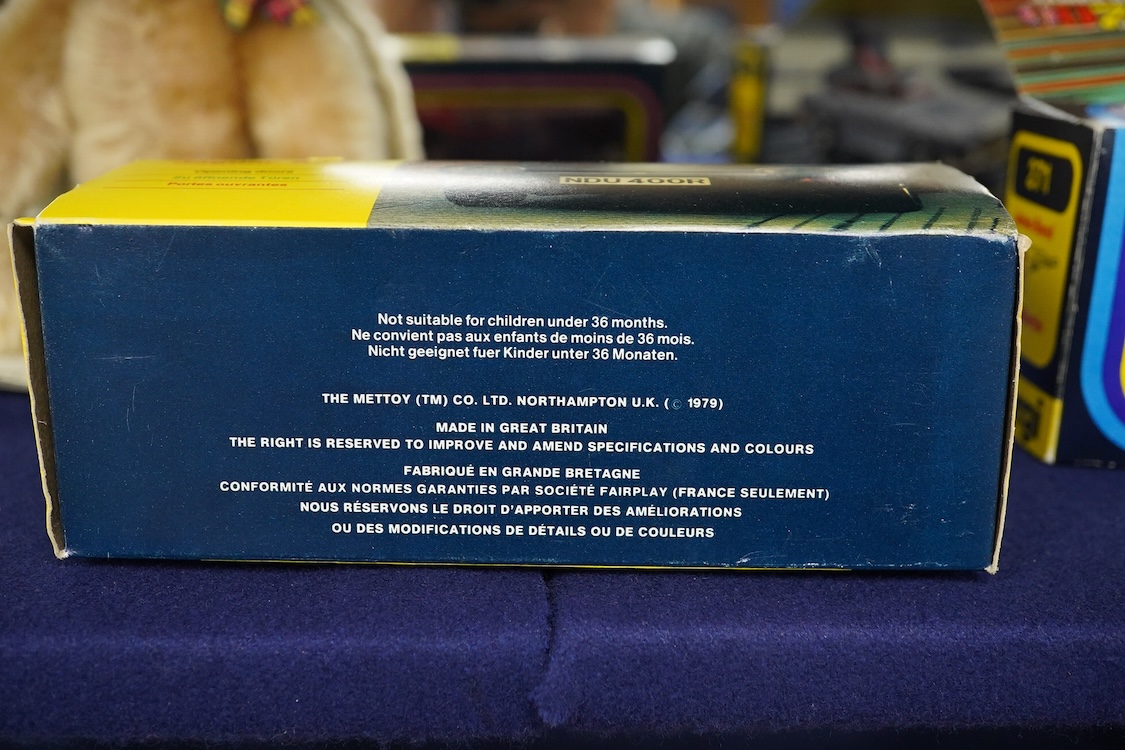 Opening doors
Portes ouvrantes
NDU 400R
Not suitable for children under 36 months.
Ne convient pas aux enfants de moins de 36 mois.
Nicht geeignet fuer Kinder unter 36 Monaten.
THE METTOY (TM) CO. LTD. NORTHAMPTON U.K. (© 1979)
MADE IN GREAT BRITAIN
THE RIGHT IS RESERVED TO IMPROVE AND AMEND SPECIFICATIONS AND COLOURS
FABRIQUÉ EN GRANDE BRETAGNE
CONFORMITÉ AUX NORMES GARANTIES PAR SOCIÉTÉ FAIRPLAY (FRANCE SEULEMENT)
NOUS RÉSERVONS LE DROIT D'APPORTER DES AMÉLIORATIONS
OU DES MODIFICATIONS DE DÉTAILS OU DE COULEURS